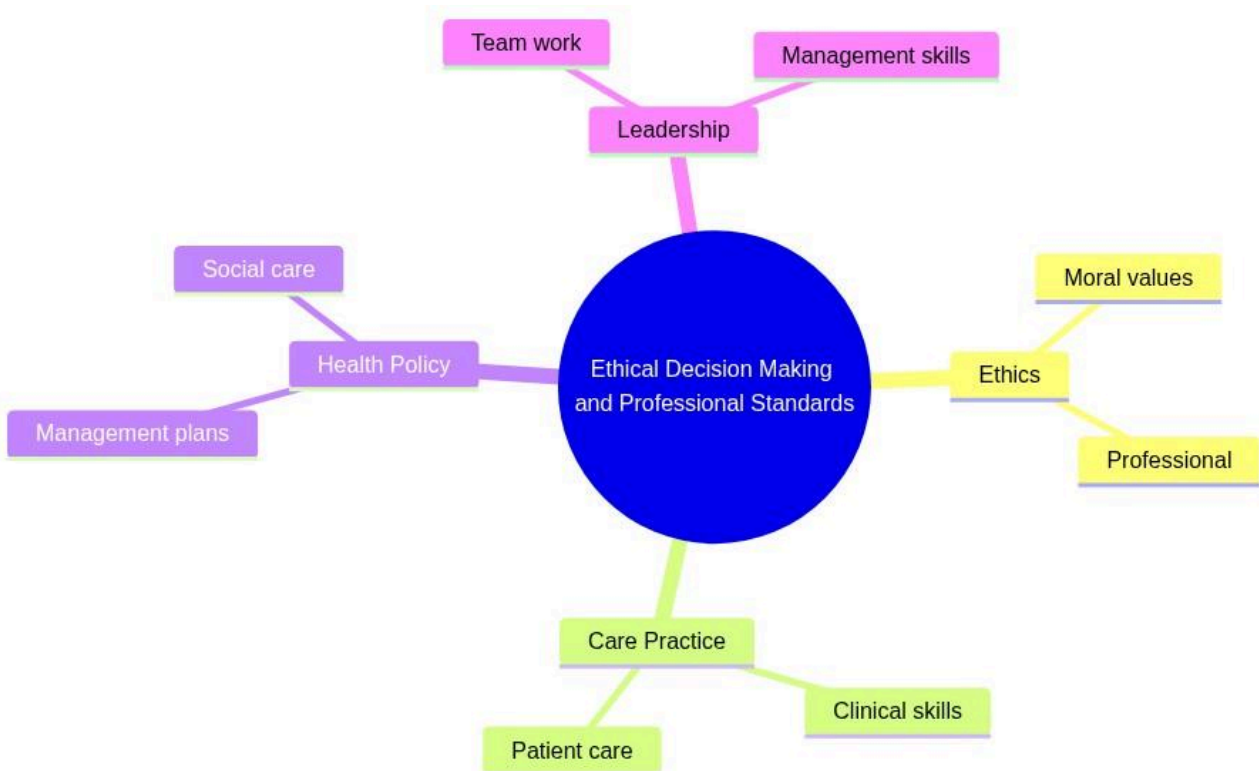 Team work
Management skills
Leadership
Social care
Moral values
Health Policy
Ethical Decision Making
and Professional Standards
Ethics
Management plans
Professional
Care Practice
Clinical skills
Patient care